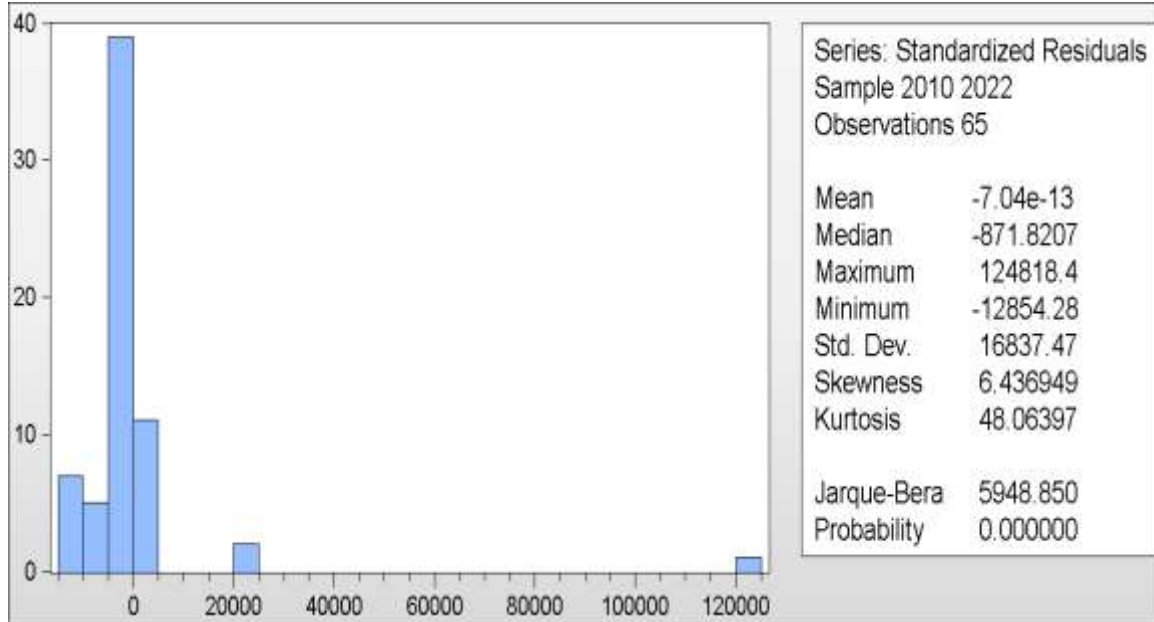 40
30
20
10
0
0 20000 40000 60000 80000 100000 120000
Series: Standardized Residuals
Sample 2010 2022
Observations 65
Mean -7.04e-13
Median -871.8207
Maximum 124818.4
Minimum -12854.28
Std. Dev. 16837.47
Skewness 6.436949
Kurtosis 48.06397
Jarque-Bera 5948.850
Probability 0.000000